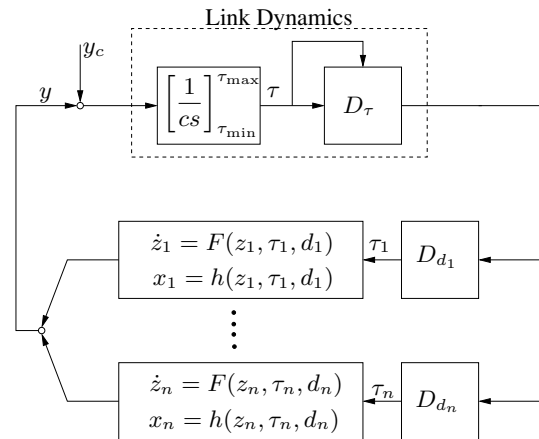 Link Dynamics
y_c
y
[1/cs]_{τ_min}^{τ_max}
τ
D_τ
ż_1 = F(z_1, τ_1, d_1)
x_1 = h(z_1, τ_1, d_1)
τ_1
D_{d_1}
ż_n = F(z_n, τ_n, d_n)
x_n = h(z_n, τ_n, d_n)
τ_n
D_{d_n}